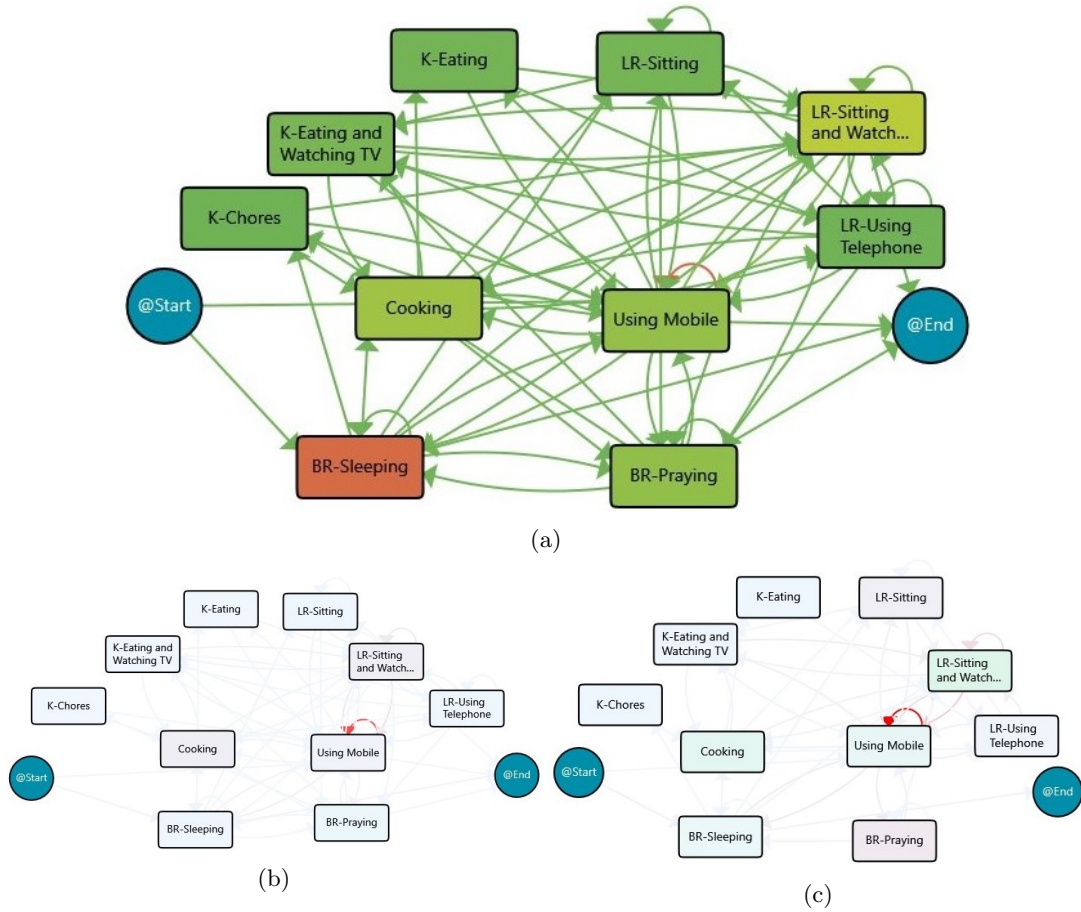 K-Eating
LR-Sitting
LR-Sitting
and Watch...
K-Eating and
Watching TV
K-Chores
LR-Using
Telephone
@Start
Cooking
Using Mobile
@End
BR-Sleeping
BR-Praying
(a)
K-Eating
LR-Sitting
K-Eating and
Watching TV
LR-Sitting
and Watch...
K-Chores
LR-Using
Telephone
Cooking
Using Mobile
@Start
@End
BR-Sleeping
BR-Praying
(b)
K-Eating
LR-Sitting
K-Eating and
Watching TV
LR-Sitting
and Watch...
K-Chores
LR-Using
Telephone
Cooking
Using Mobile
@Start
@End
BR-Sleeping
BR-Praying
(c)